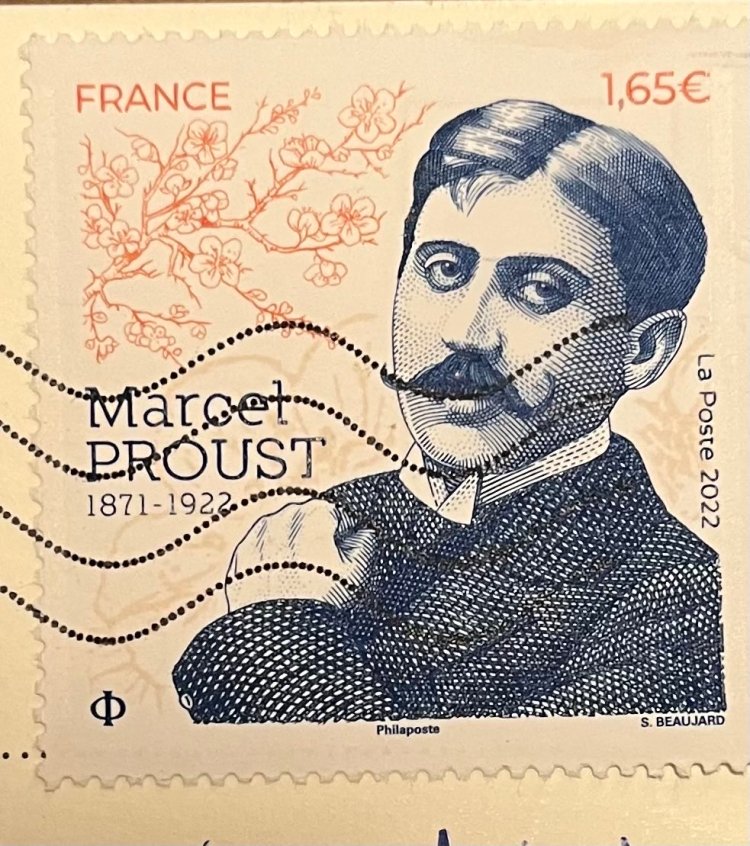 FRANCE
1,65€
Marcel
PROUST
1871-1922
La Poste 2022
Φ
Philaposte
S. BEAUJARD